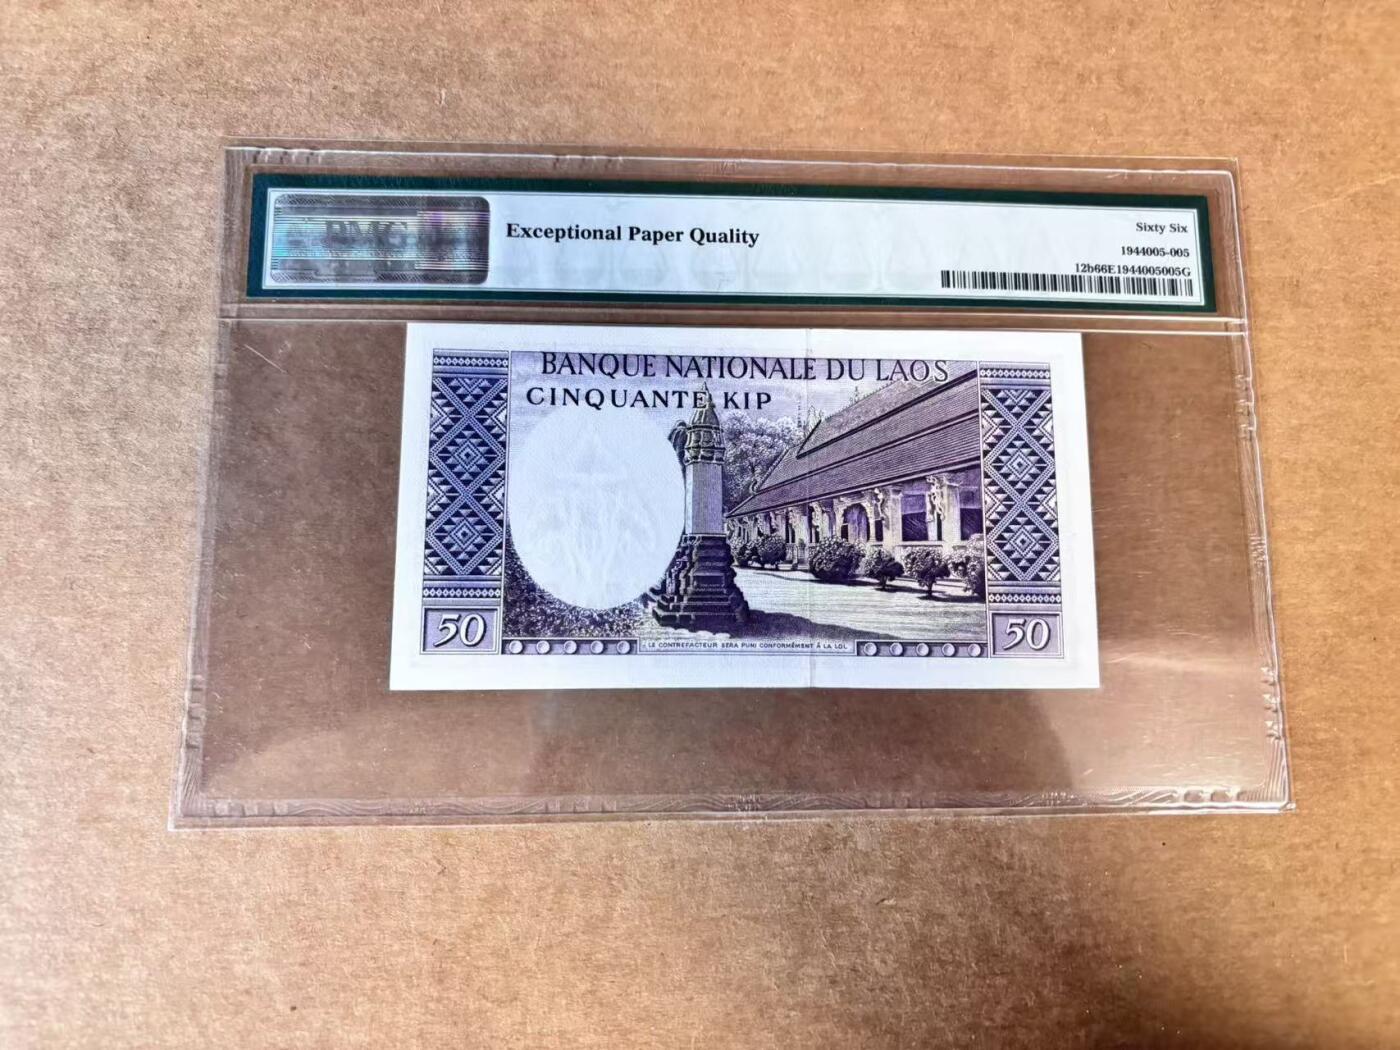 PMG
Exceptional Paper Quality
Sixty Six
1944005-005
12b66E1944005005G
BANQUE NATIONALE DU LAOS
CINQUANTE KIP
50
LE CONTREFACTEUR SERA PUNI CONFORMÉMENT À LA LOI.
50